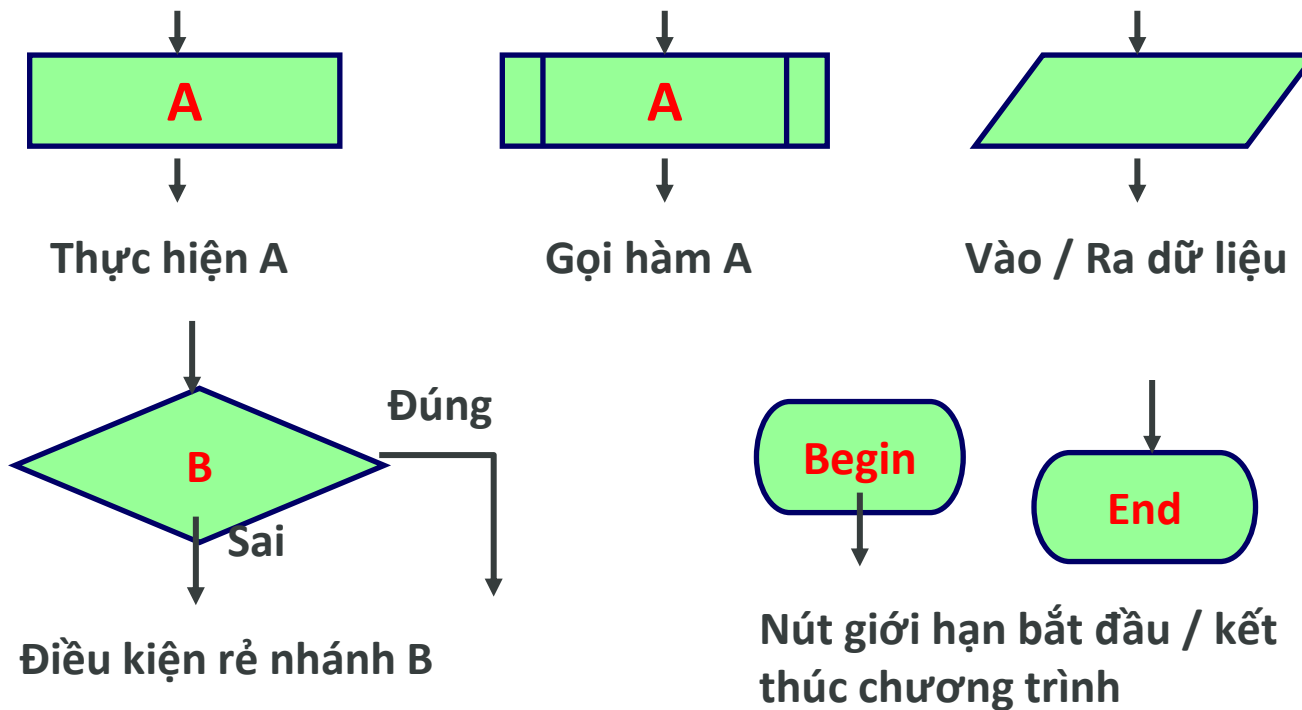 A
A
Thực hiện A
Gọi hàm A
Vào / Ra dữ liệu
Đúng
B
Sai
Begin
End
Điều kiện rẻ nhánh B
Nút giới hạn bắt đầu / kết
thúc chương trình